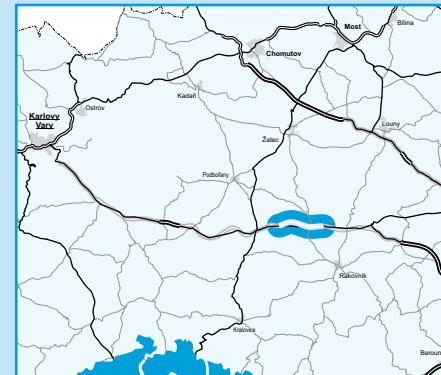 Most
Bílina
Chomutov
Kadaň
Ostrov
Karlovy
Vary
Louny
Žatec
Podbořany
Rakovník
Kralovice
Beroun